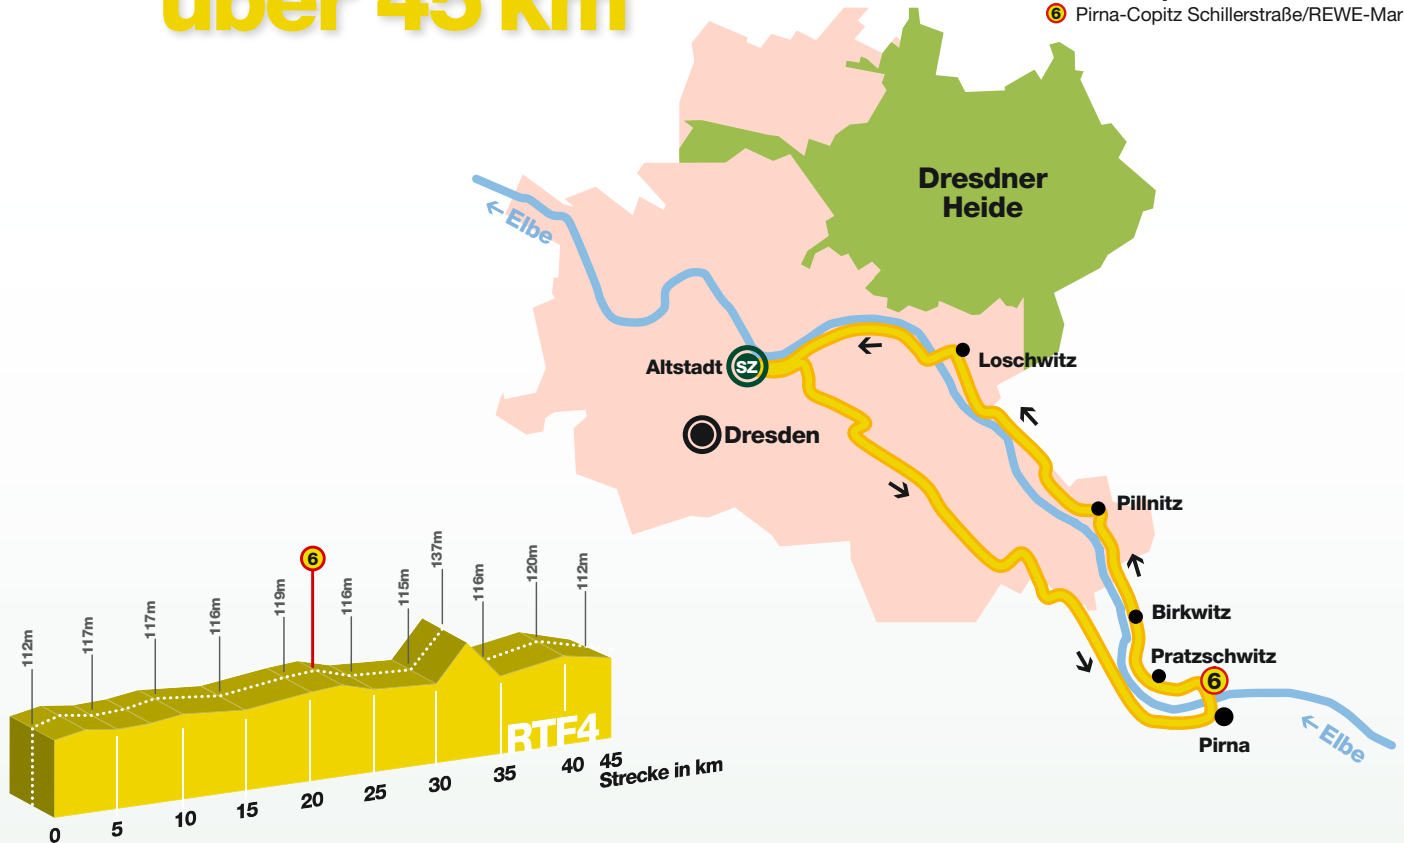 über 45 km
6 Pirna-Copitz Schillerstraße/REWE-Mar
Dresdner
Heide
← Elbe
Altstadt
SZ
Loschwitz
Dresden
Pillnitz
Birkwitz
Pratzschwitz
6
Pirna
← Elbe
6
112m
117m
117m
116m
119m
116m
115m
137m
116m
120m
112m
RTF4
0
5
10
15
20
25
30
35
40
45
Strecke in km